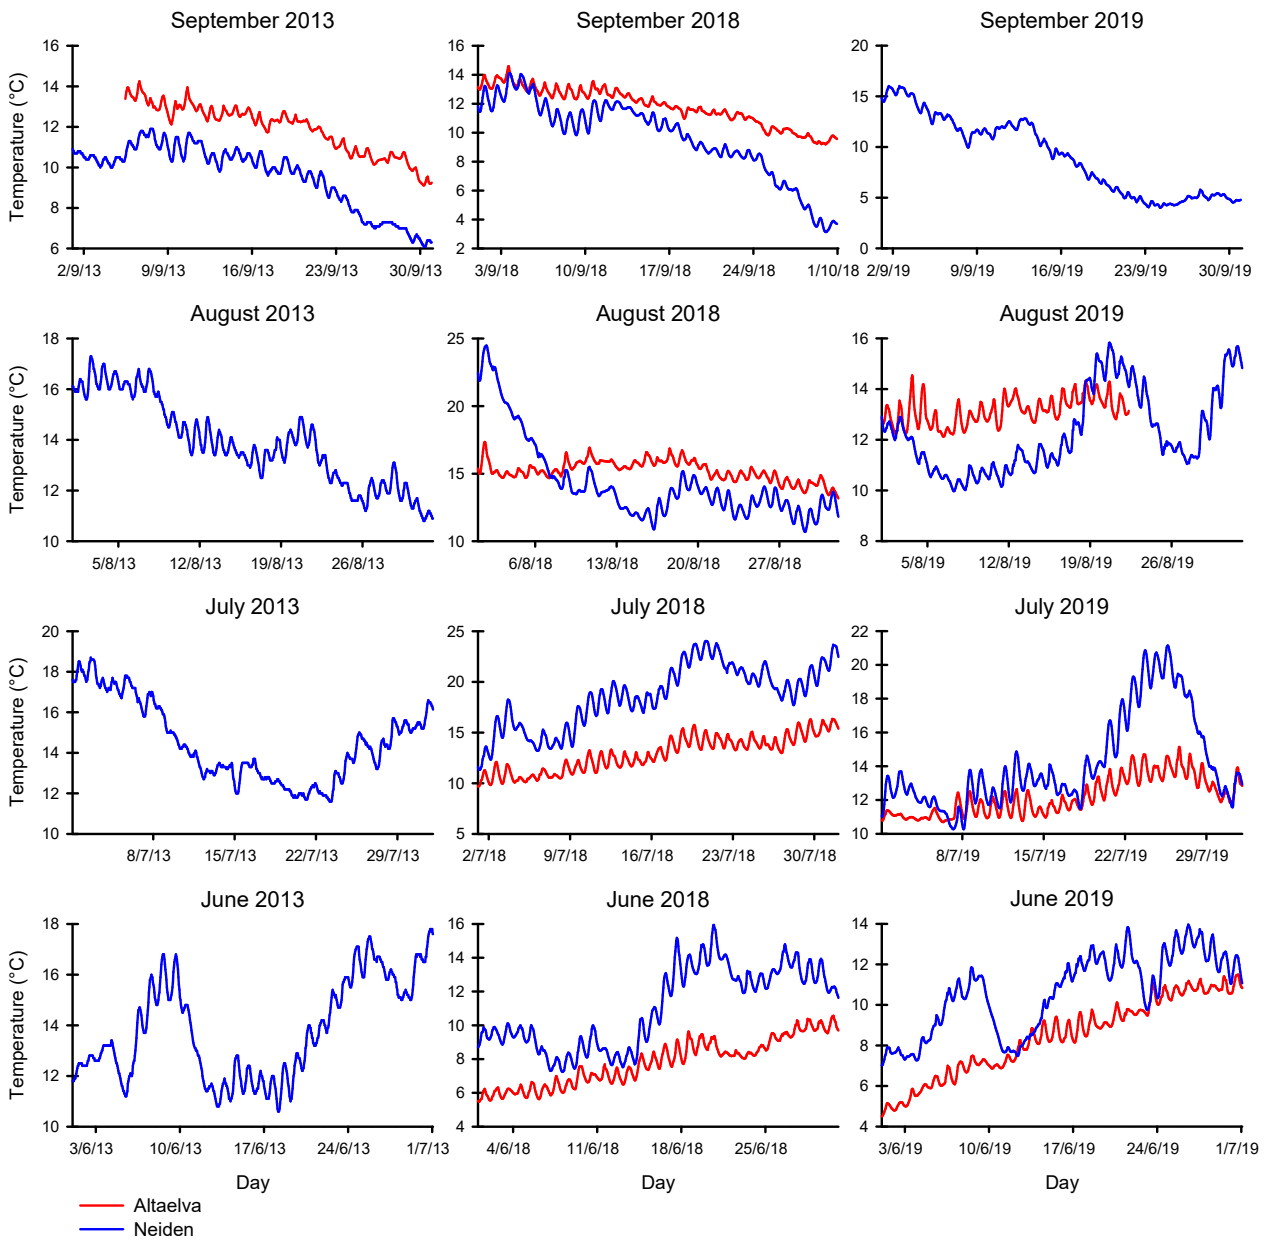 September 2013
September 2018
September 2019
Temperature (°C)
16
14
12
10
8
6
2/9/13 9/9/13 16/9/13 23/9/13 30/9/13
16
14
12
10
8
6
4
2
3/9/18 10/9/18 17/9/18 24/9/18 1/10/18
20
15
10
5
0
2/9/19 9/9/19 16/9/19 23/9/19 30/9/19
August 2013
August 2018
August 2019
Temperature (°C)
18
16
14
12
10
5/8/13 12/8/13 19/8/13 26/8/13
25
20
15
10
6/8/18 13/8/18 20/8/18 27/8/18
16
14
12
10
8
5/8/19 12/8/19 19/8/19 26/8/19
July 2013
July 2018
July 2019
Temperature (°C)
20
18
16
14
12
10
8/7/13 15/7/13 22/7/13 29/7/13
25
20
15
10
5
2/7/18 9/7/18 16/7/18 23/7/18 30/7/18
22
20
18
16
14
12
10
8/7/19 15/7/19 22/7/19 29/7/19
June 2013
June 2018
June 2019
Temperature (°C)
18
16
14
12
10
3/6/13 10/6/13 17/6/13 24/6/13 1/7/13
16
14
12
10
8
6
4
4/6/18 11/6/18 18/6/18 25/6/18
14
12
10
8
6
4
3/6/19 10/6/19 17/6/19 24/6/19 1/7/19
Day
Day
Day
Altaelva
Neiden